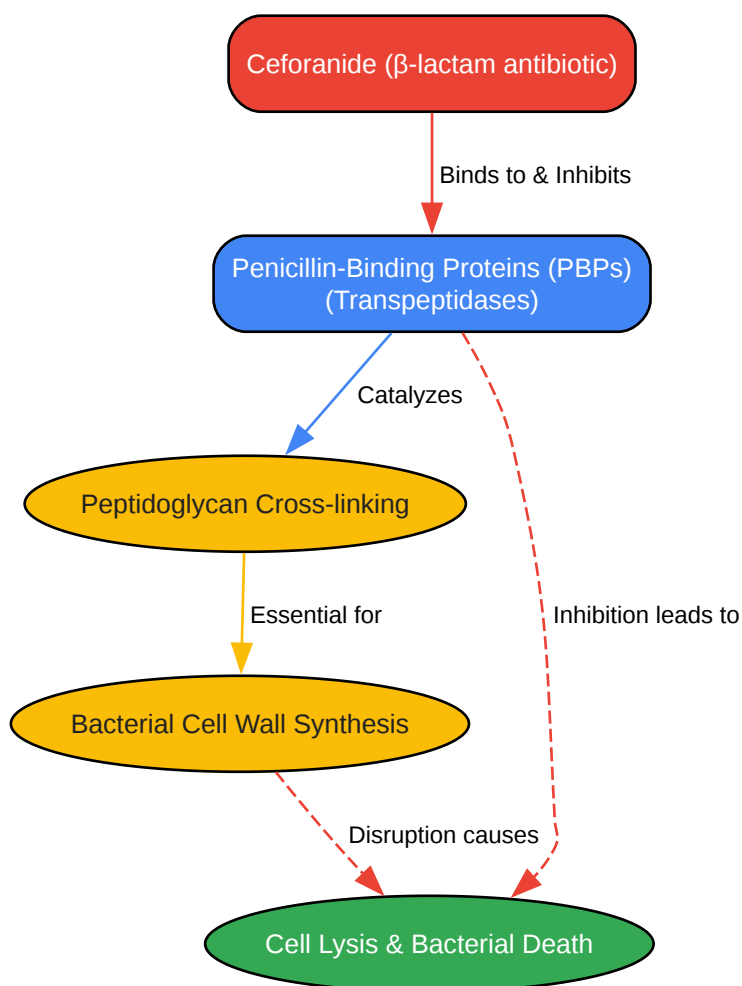 Ceforanide (β-lactam antibiotic)
Binds to & Inhibits
Penicillin-Binding Proteins (PBPs)
(Transpeptidases)
Catalyzes
Peptidoglycan Cross-linking
Essential for
Inhibition leads to
Bacterial Cell Wall Synthesis
Disruption causes
Cell Lysis & Bacterial Death